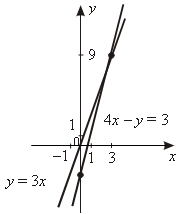 y
9
4x – y = 3
1
0
–1 1 3 x
y = 3x